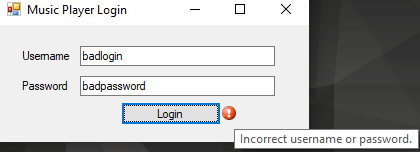 Music Player Login
Username badlogin
Password badpassword
Login
Incorrect username or password.